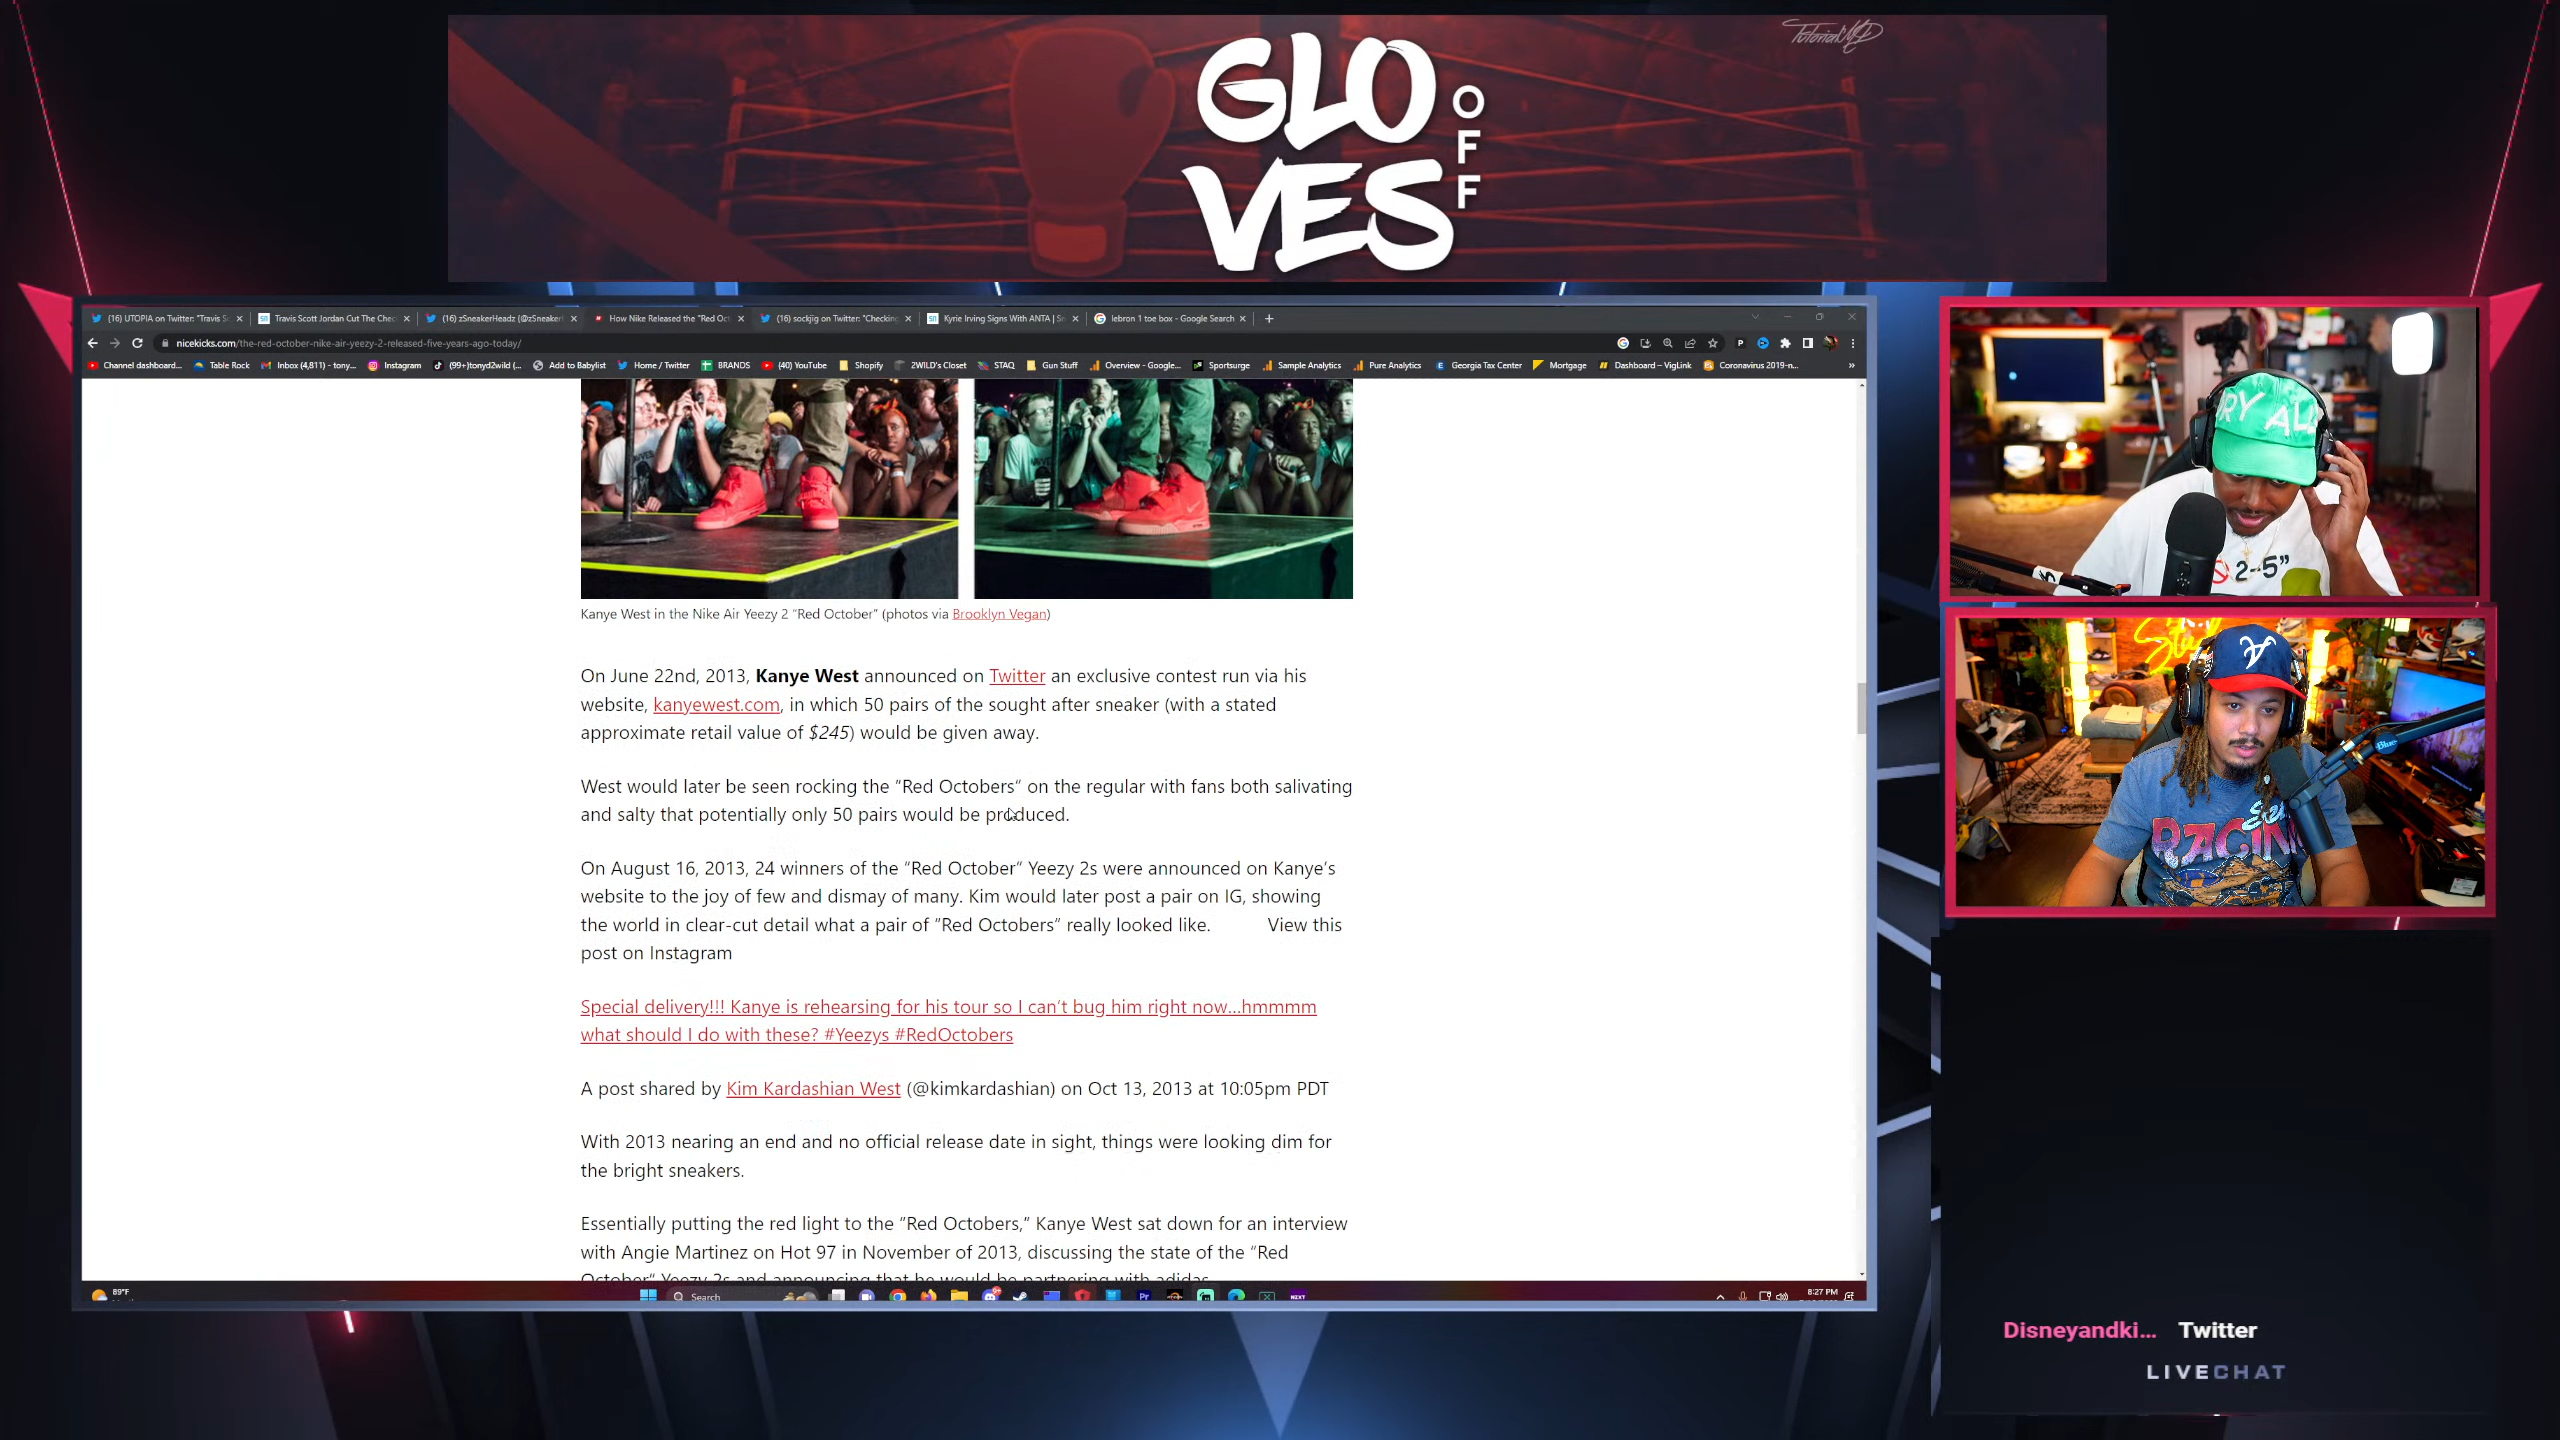 TutorialMD
GLO
VES
OFF
(16) UTOPIA on Twitter: "Travis S
Travis Scott Jordan Cut The Chec
(16) zSneakerHeadz (@zSneaker
How Nike Released the "Red Oct
(16) sockjig on Twitter: "Checking
Kyrie Irving Signs With ANTA | S
lebron 1 toe box - Google Search
nicekicks.com/the-red-october-nike-air-yeezy-2-released-five-years-ago-today/
Channel dashboard...
Table Rock
Inbox (4,811) - tony...
Instagram
(99+)tonyd2wild (...
Add to Babylist
Home / Twitter
BRANDS
(40) YouTube
Shopify
2WILD's Closet
STAQ
Gun Stuff
Overview - Google...
Sportsurge
Sample Analytics
Pure Analytics
Georgia Tax Center
Mortgage
Dashboard – VigLink
Coronavirus 2019-n...
Kanye West in the Nike Air Yeezy 2 “Red October” (photos via Brooklyn Vegan)
On June 22nd, 2013, Kanye West announced on Twitter an exclusive contest run via his
website, kanyewest.com, in which 50 pairs of the sought after sneaker (with a stated
approximate retail value of $245) would be given away.
West would later be seen rocking the “Red Octobers” on the regular with fans both salivating
and salty that potentially only 50 pairs would be produced.
On August 16, 2013, 24 winners of the “Red October” Yeezy 2s were announced on Kanye’s
website to the joy of few and dismay of many. Kim would later post a pair on IG, showing
the world in clear-cut detail what a pair of “Red Octobers” really looked like. View this
post on Instagram
Special delivery!!! Kanye is rehearsing for his tour so I can’t bug him right now...hmmmm
what should I do with these? #Yeezys #RedOctobers
A post shared by Kim Kardashian West (@kimkardashian) on Oct 13, 2013 at 10:05pm PDT
With 2013 nearing an end and no official release date in sight, things were looking dim for
the bright sneakers.
Essentially putting the red light to the “Red Octobers,” Kanye West sat down for an interview
with Angie Martinez on Hot 97 in November of 2013, discussing the state of the “Red
October” Yeezy 2s and announcing that he would be partnering with adidas
89°F
Search
8:27 PM
RY AL
2-5"
A
RACIN
Blue
Disneyandki... Twitter
LIVECHAT